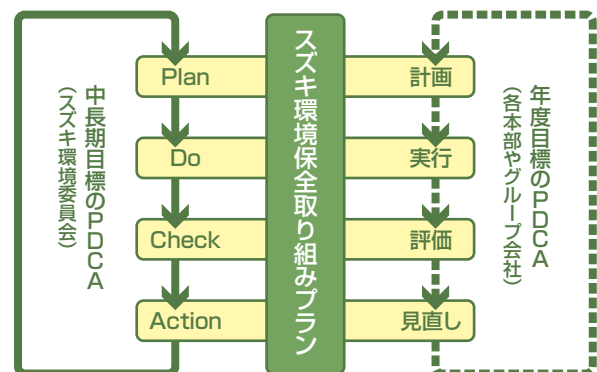 中長期目標のPDCA
（スズキ環境委員会）
Plan
Do
Check
Action
スズキ環境保全取り組みプラン
計画
実行
評価
見直し
年度目標のPDCA
（各本部やグループ会社）